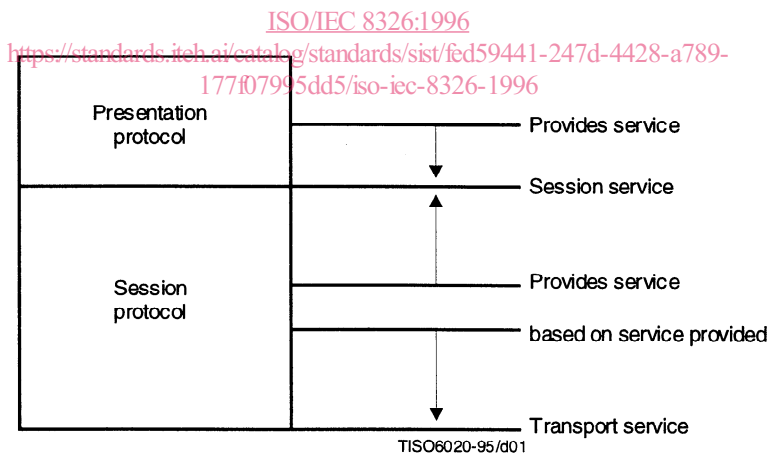 ISO/IEC 8326:1996
https://standards.iteh.ai/catalog/standards/sist/fed59441-247d-4428-a789-
177f07995dd5/iso-iec-8326-1996
Presentation
protocol
Provides service
Session service
Session
protocol
Provides service
based on service provided
Transport service
TISO6020-95/d01